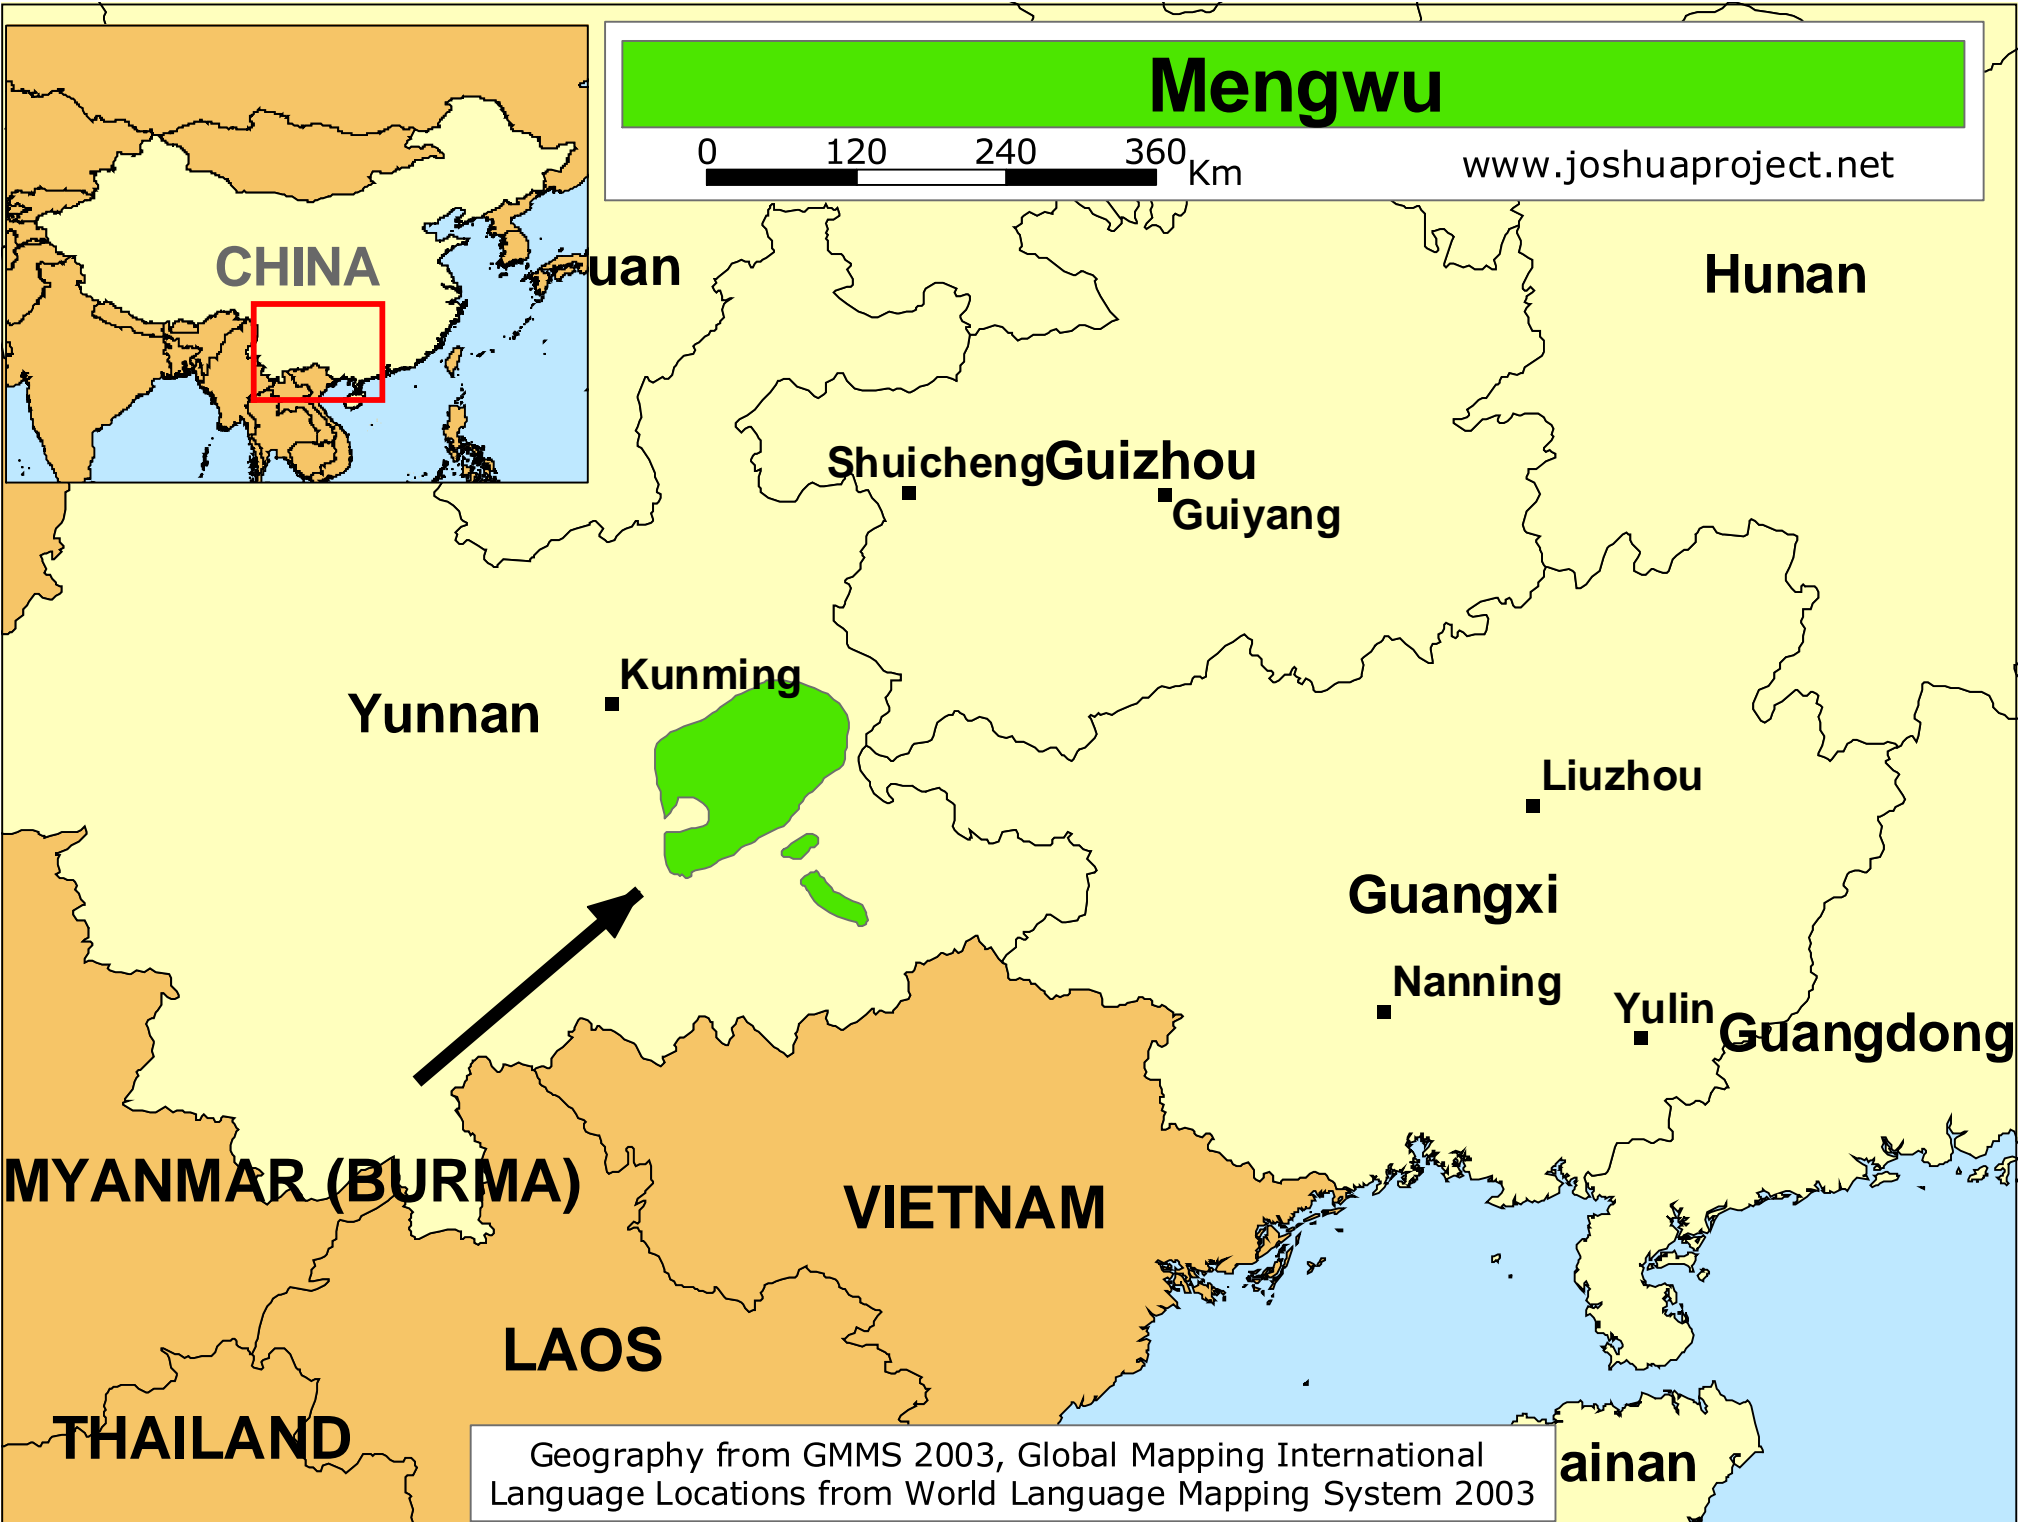 Mengwu
0 120 240 360
Km
www.joshuaproject.net
CHINA
uan
Hunan
Shuicheng
Guizhou
Guiyang
Kunming
Yunnan
Liuzhou
Guangxi
Nanning
Yulin
Guangdong
MYANMAR (BURMA)
VIETNAM
LAOS
THAILAND
ainan
Geography from GMMS 2003, Global Mapping International
Language Locations from World Language Mapping System 2003